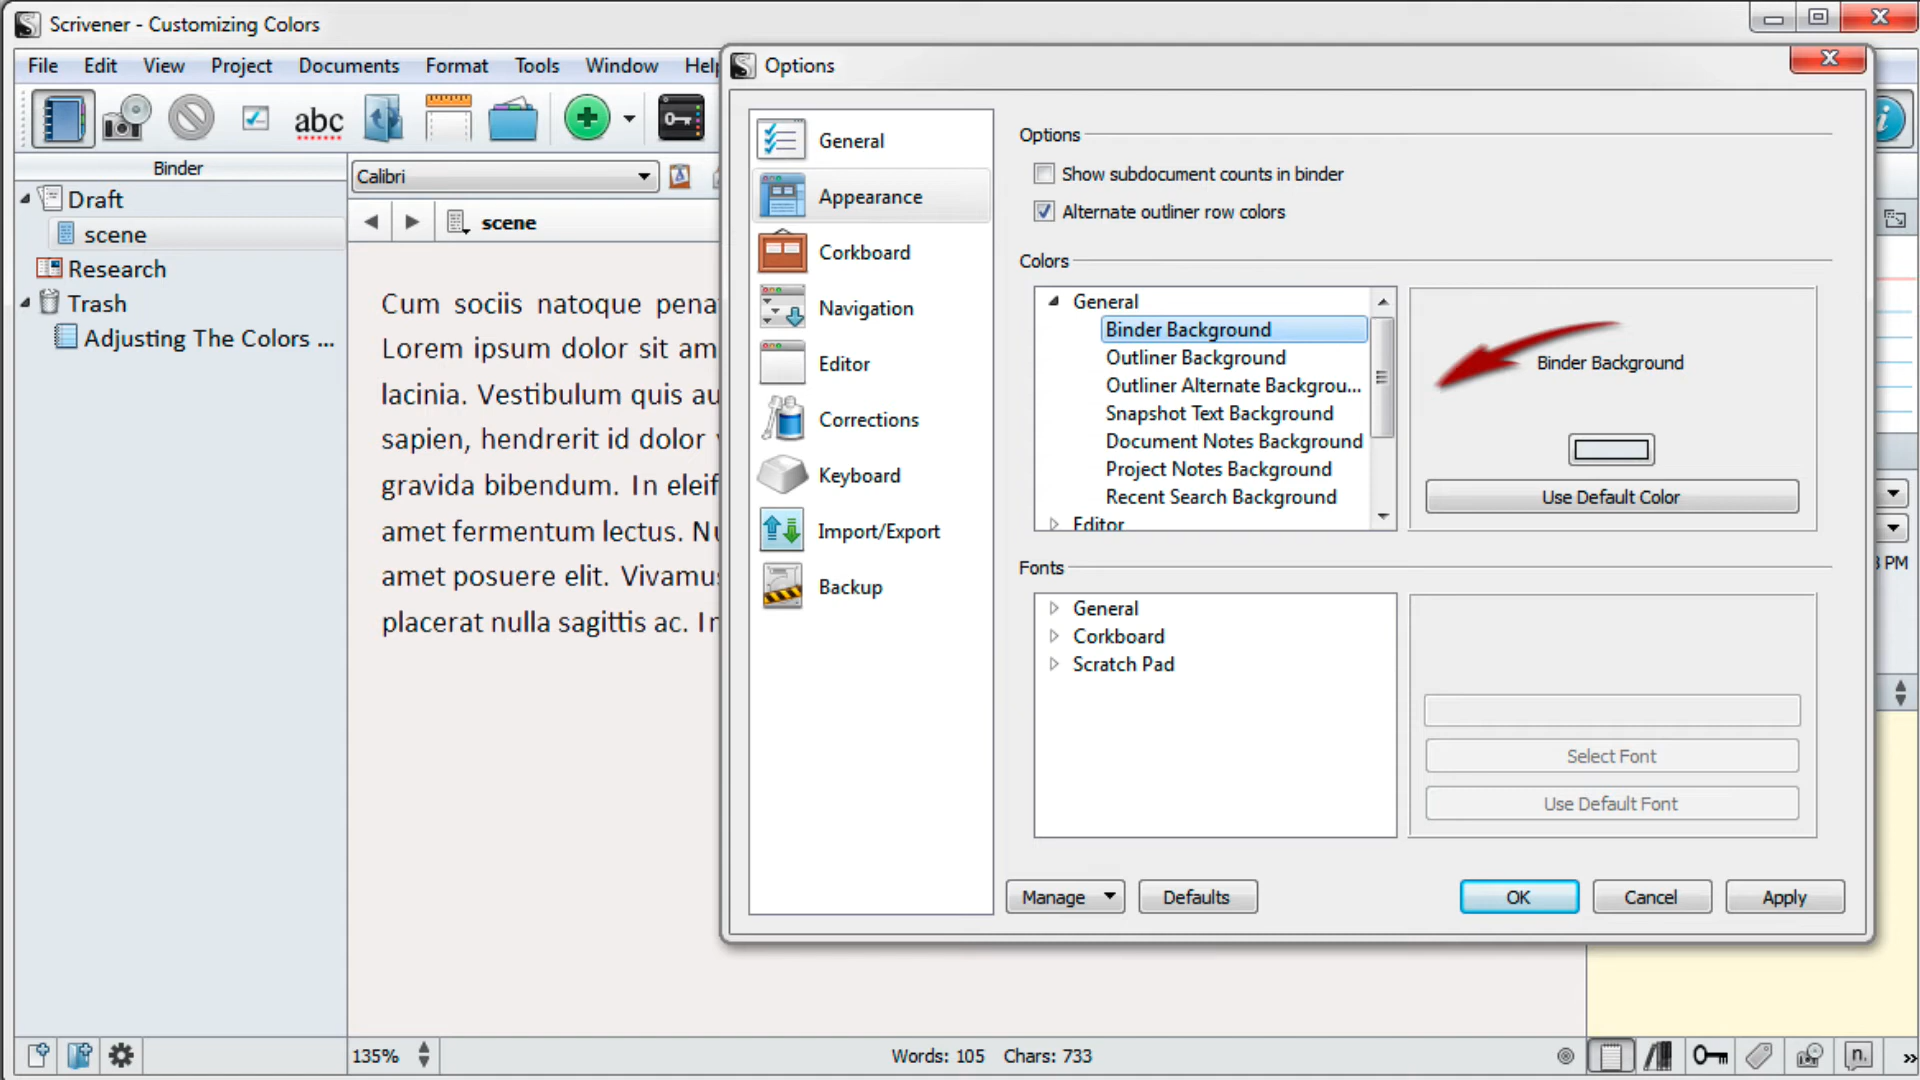 Scrivener - Customizing Colors
File Edit View Project Documents Format Tools Window Help
abc
Binder
Draft
scene
Research
Trash
Adjusting The Colors ...
Calibri
scene
Cum sociis natoque
Lorem ipsum dolor sit
lacinia. Vestibulum quis
sapien, hendrerit id dolor
gravida bibendum. In
amet fermentum lectus.
amet posuere elit.
placerat nulla sagittis ac.
Options
General
Appearance
Corkboard
Navigation
Editor
Corrections
Keyboard
Import/Export
Backup
Options
Show subdocument counts in binder
Alternate outliner row colors
Colors
General
Binder Background
Outliner Background
Outliner Alternate Backgrou...
Snapshot Text Background
Document Notes Background
Project Notes Background
Recent Search Background
Editor
Binder Background
Use Default Color
Fonts
General
Corkboard
Scratch Pad
Select Font
Use Default Font
Manage
Defaults
OK
Cancel
Apply
PM
135%
Words: 105 Chars: 733
n.